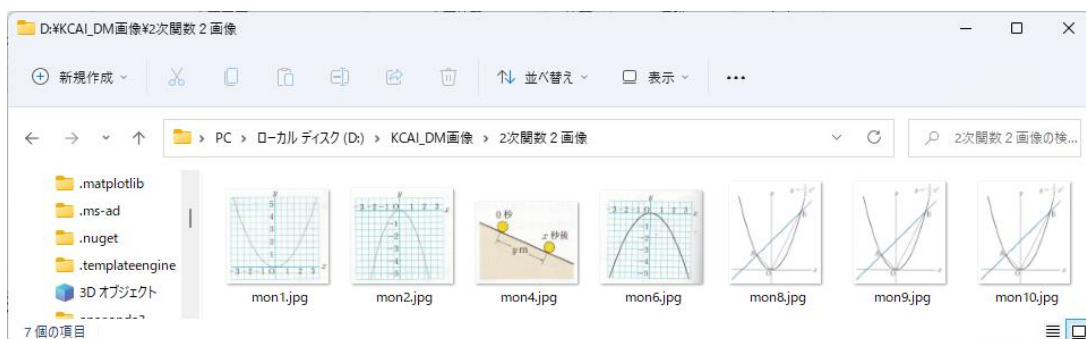 D:¥KCAI_DM画像¥2次関数２画像
新規作成
並べ替え
表示
PC › ローカル ディスク (D:) › KCAI_DM画像 › 2次関数２画像
2次関数２画像の検...
.matplotlib
.ms-ad
.nuget
.templateengine
3D オブジェクト
0秒
x秒後
ym
mon1.jpg
mon2.jpg
mon4.jpg
mon6.jpg
mon8.jpg
mon9.jpg
mon10.jpg
7 個の項目